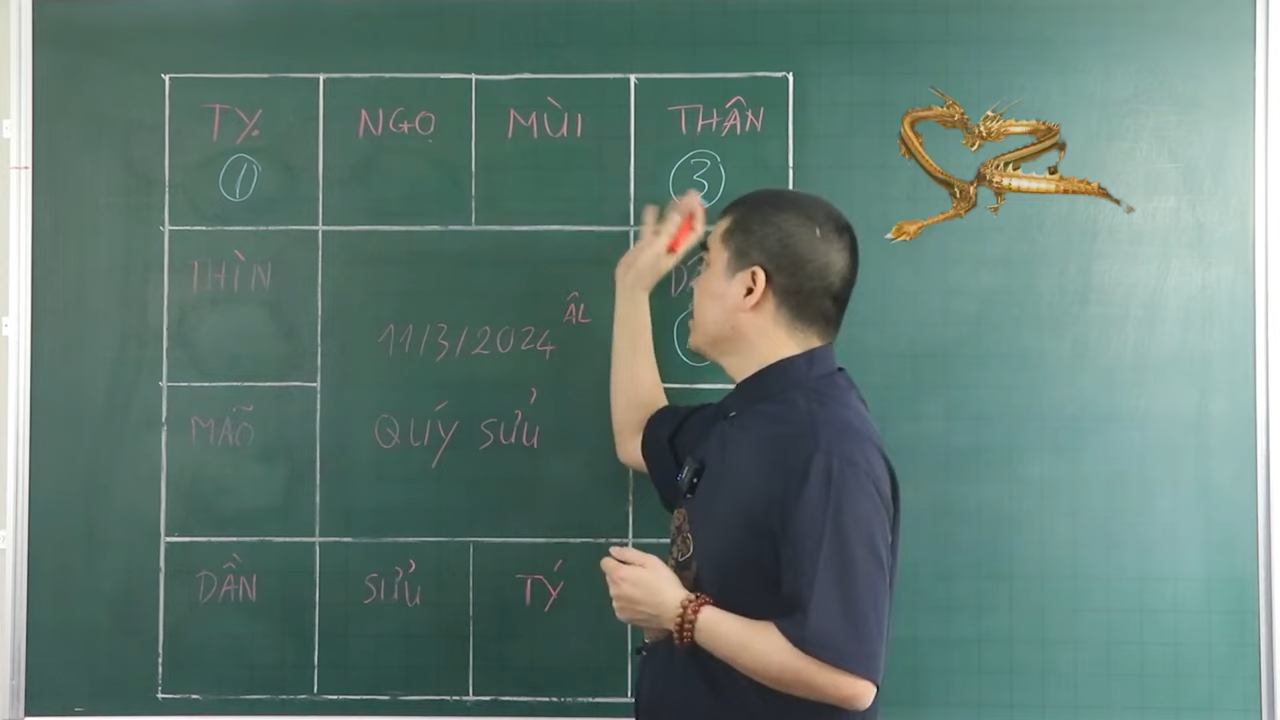 TỴ NGỌ MÙI THÂN
① ③
THÌN
11/3/2024 ÂL
MÃO
QUÝ SỬU
DẦN SỬU TÝ